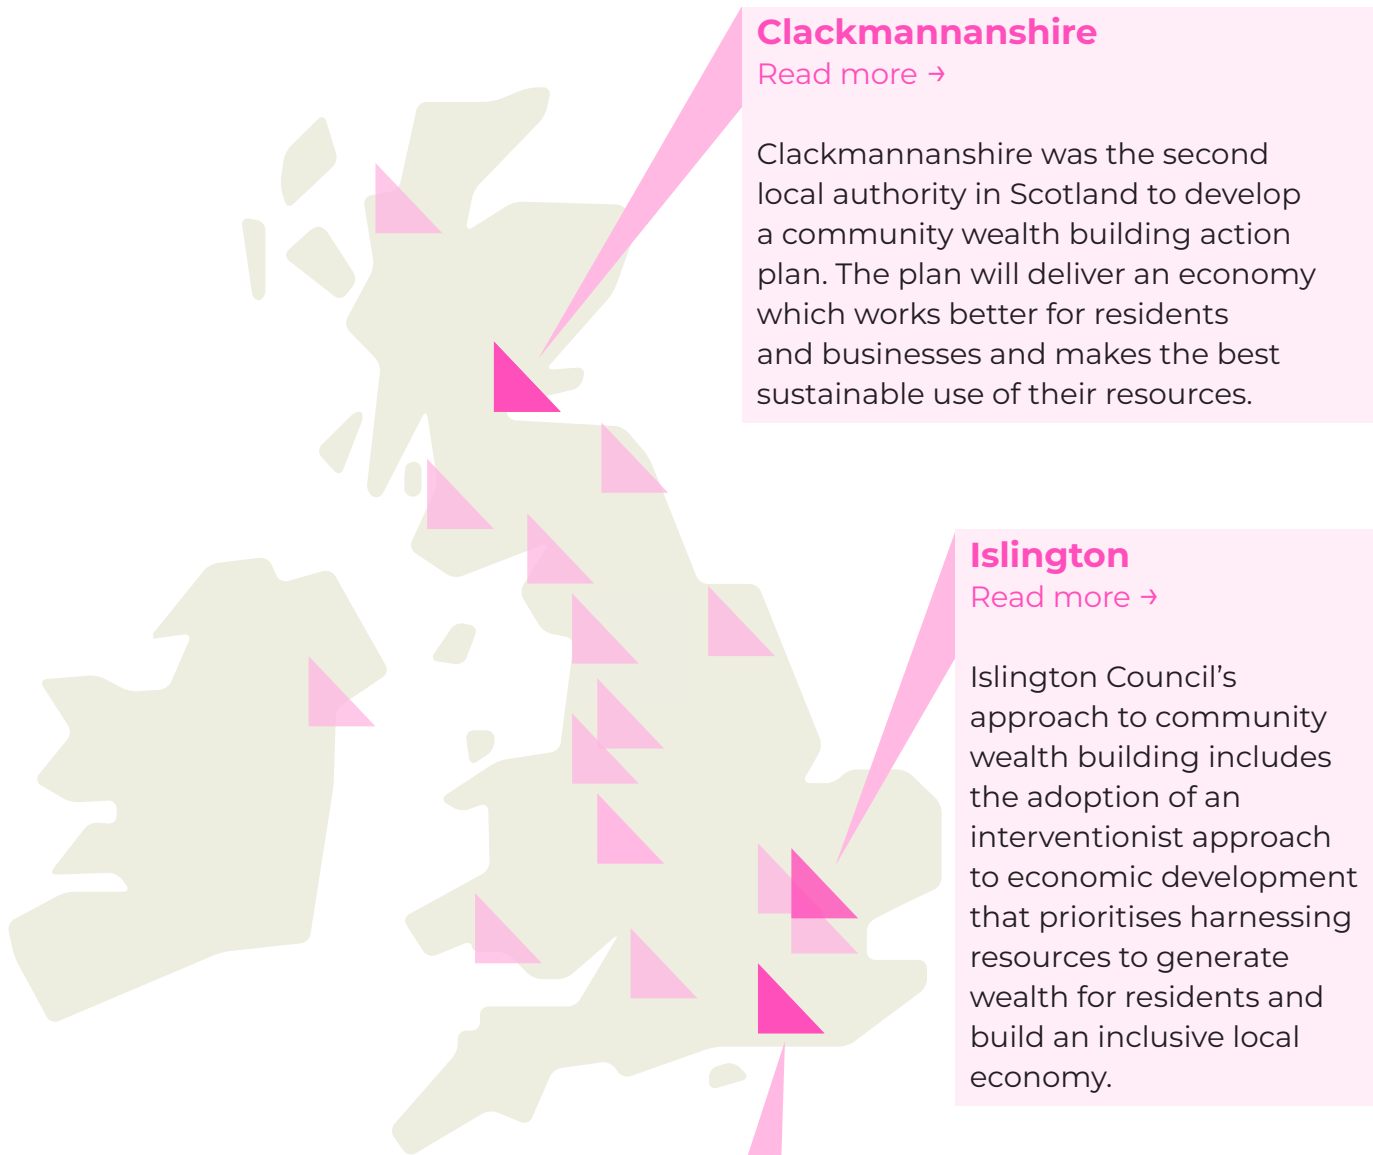 Clackmannanshire
Read more →
Clackmannanshire was the second
local authority in Scotland to develop
a community wealth building action
plan. The plan will deliver an economy
which works better for residents
and businesses and makes the best
sustainable use of their resources.
Islington
Read more →
Islington Council’s
approach to community
wealth building includes
the adoption of an
interventionist approach
to economic development
that prioritises harnessing
resources to generate
wealth for residents and
build an inclusive local
economy.